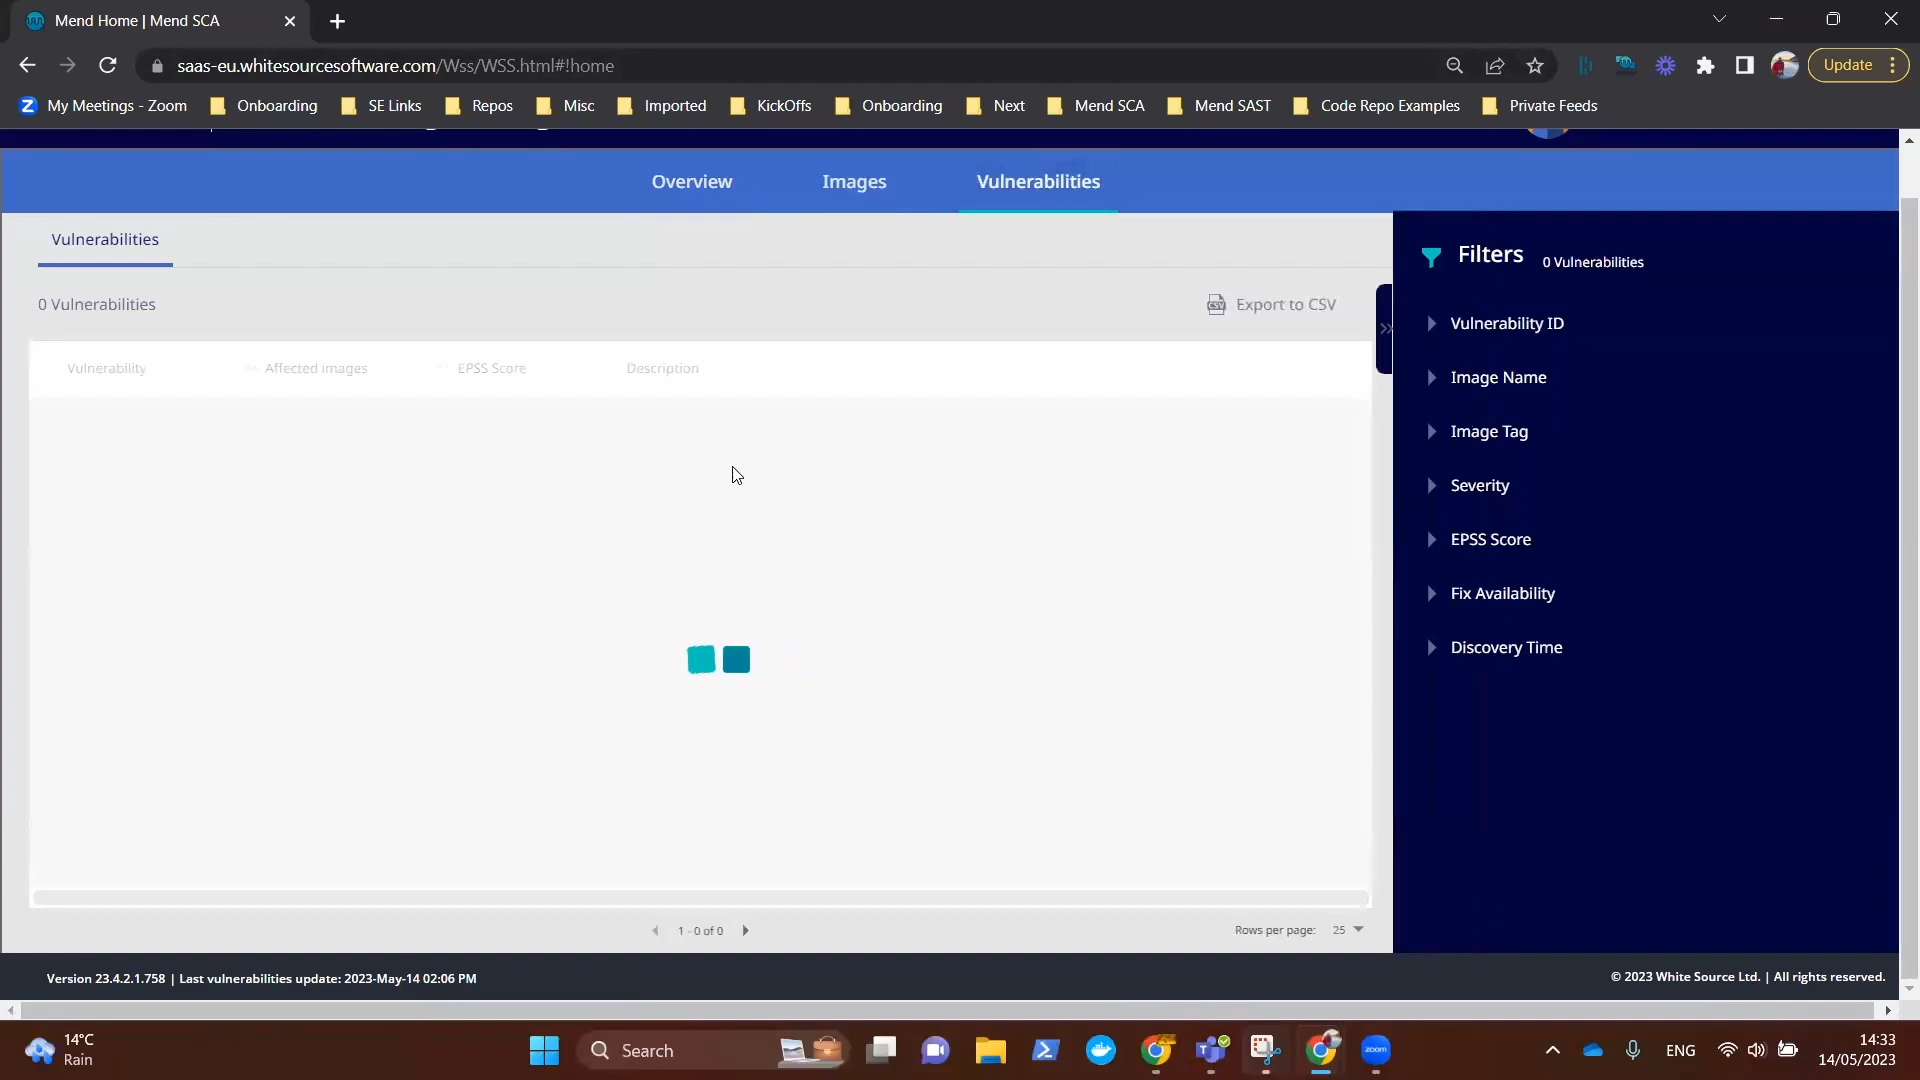 Mend Home | Mend SCA
saas-eu.whitesourcesoftware.com/Wss/WSS.html#!home
Update
My Meetings - Zoom
Onboarding
SE Links
Repos
Misc
Imported
KickOffs
Onboarding
Next
Mend SCA
Mend SAST
Code Repo Examples
Private Feeds
Overview
Images
Vulnerabilities
Vulnerabilities
0 Vulnerabilities
CSV
Export to CSV
Vulnerability
Affected images
EPSS Score
Description
1 - 0 of 0
Rows per page:
25
Filters
0 Vulnerabilities
Vulnerability ID
Image Name
Image Tag
Severity
EPSS Score
Fix Availability
Discovery Time
Version 23.4.2.1.758 | Last vulnerabilities update: 2023-May-14 02:06 PM
© 2023 White Source Ltd. | All rights reserved.
14°C
Rain
Search
zoom
ENG
14:33
14/05/2023